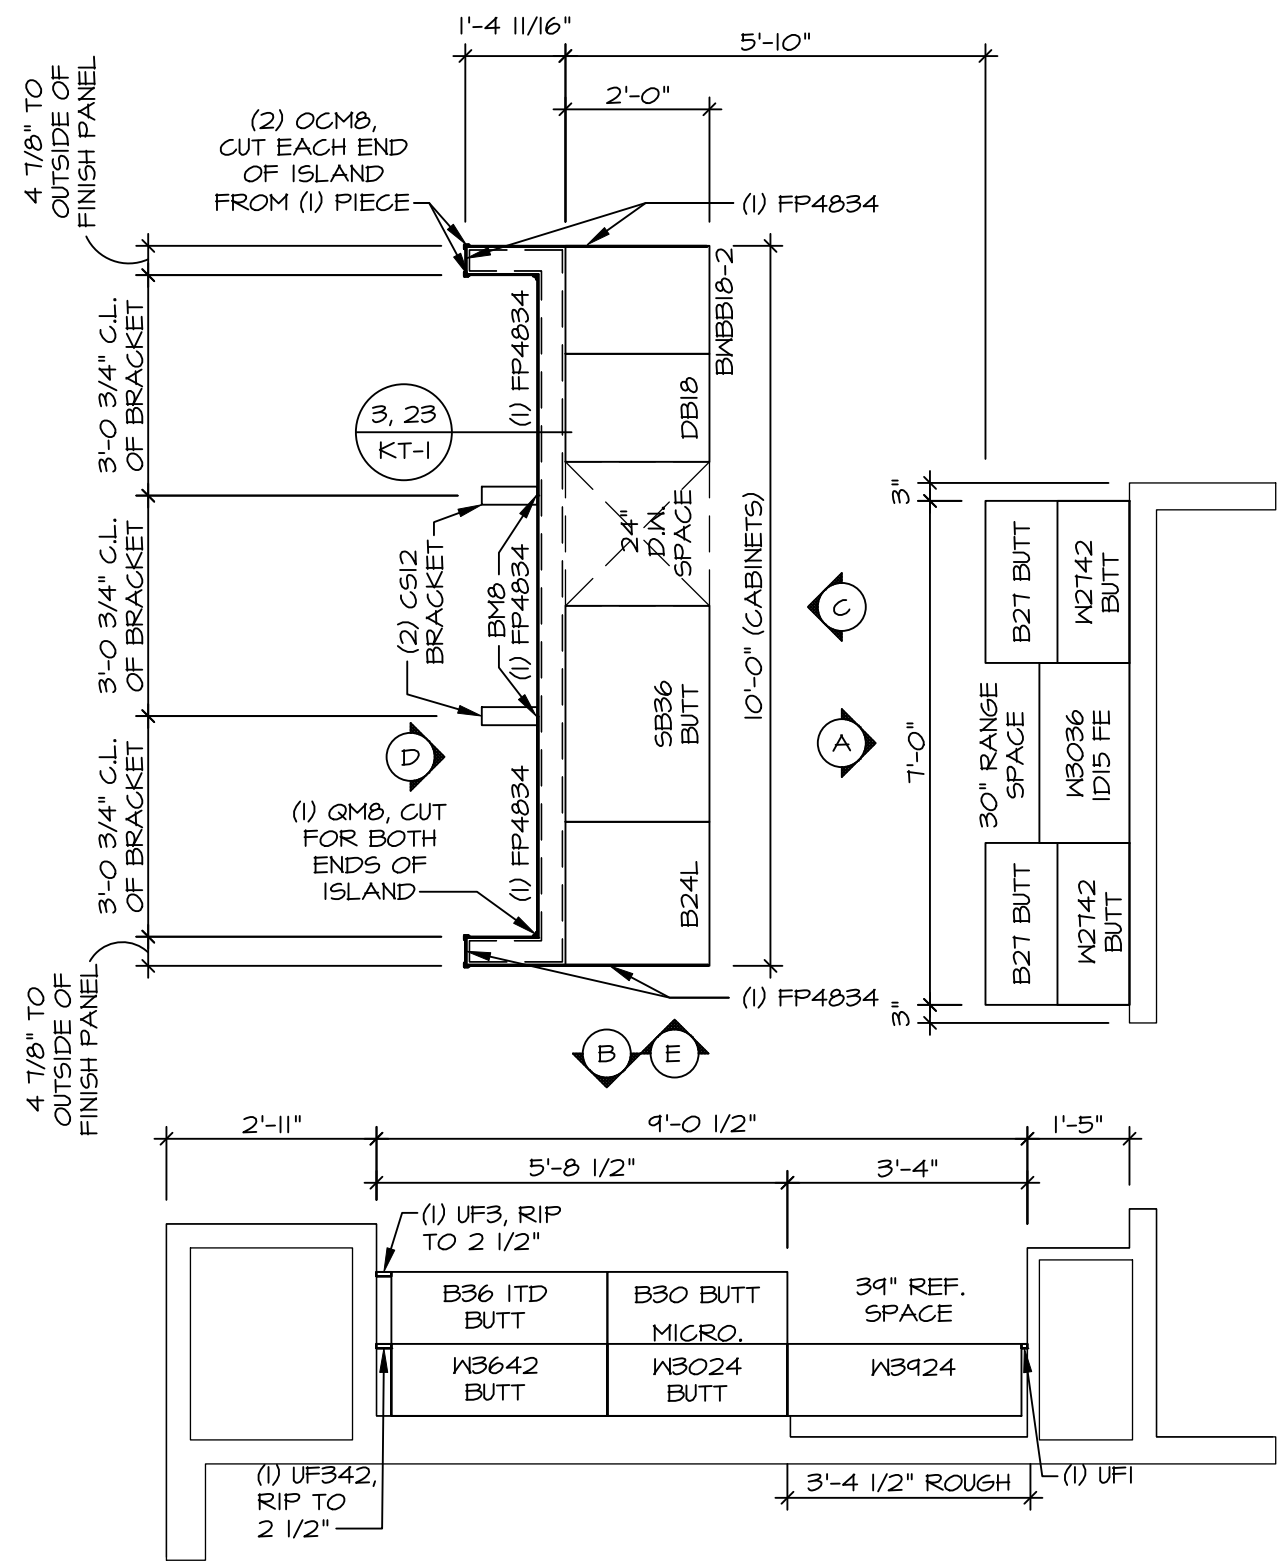 1'-4 11/16"
5'-10"
2'-0"
4 7/8" TO
OUTSIDE OF
FINISH PANEL
(2) OCM8,
CUT EACH END
OF ISLAND
FROM (1) PIECE
(1) FP4834
BWBB18-2
3'-0 3/4" C.L.
OF BRACKET
(1) FP4834
DB18
3, 23
KT-1
24"
D.W.
SPACE
3"
3'-0 3/4" C.L.
OF BRACKET
(2) CS12
BRACKET
BM8
(1) FP4834
10'-0" (CABINETS)
B27 BUTT
W2742
BUTT
C
SB36
BUTT
A
7'-0"
30" RANGE
SPACE
W3036
1D15 FE
D
3'-0 3/4" C.L.
OF BRACKET
(1) QM8, CUT
FOR BOTH
ENDS OF
ISLAND
(1) FP4834
B24L
B27 BUTT
W2742
BUTT
3"
4 7/8" TO
OUTSIDE OF
FINISH PANEL
(1) FP4834
B
E
2'-11"
9'-0 1/2"
1'-5"
5'-8 1/2"
3'-4"
(1) UF3, RIP
TO 2 1/2"
B36 1TD
BUTT
B30 BUTT
MICRO.
39" REF.
SPACE
W3642
BUTT
W3024
BUTT
W3924
(1) UF342,
RIP TO
2 1/2"
3'-4 1/2" ROUGH
(1) UF1